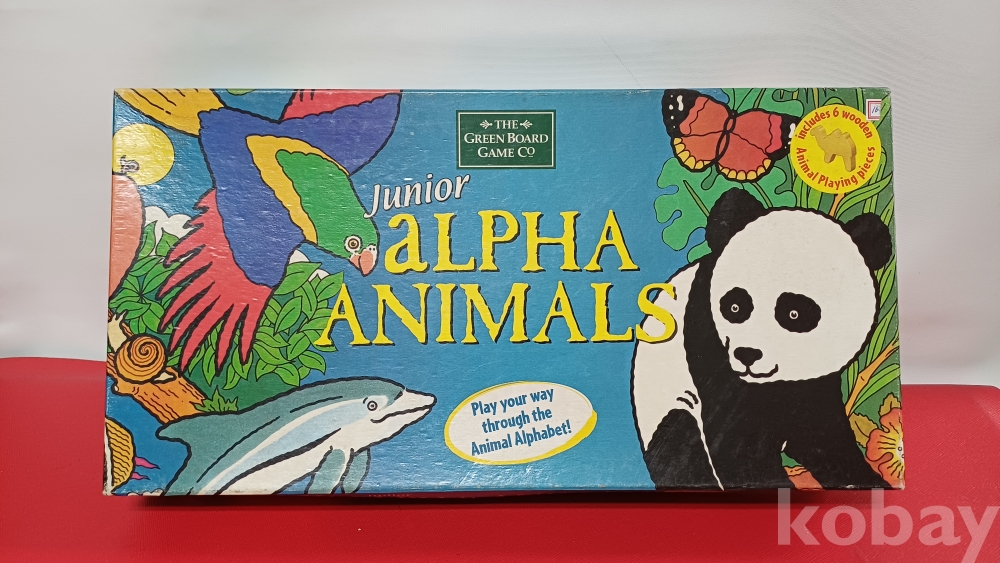 THE
GREEN BOARD
GAME CO
Junior
aLPHA
ANIMALS
includes 6 wooden
Animal Playing pieces
Play your way
through the
Animal Alphabet!
kobay